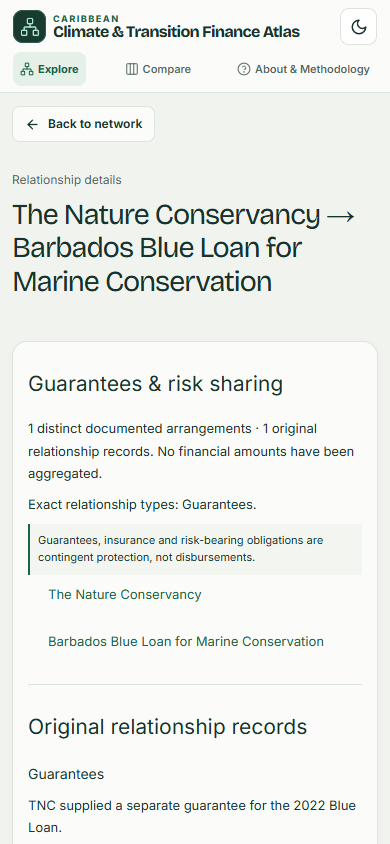 CARIBBEAN
Climate & Transition Finance Atlas
Explore
Compare
About & Methodology
Back to network
Relationship details
The Nature Conservancy →
Barbados Blue Loan for
Marine Conservation
Guarantees & risk sharing
1 distinct documented arrangements · 1 original
relationship records. No financial amounts have been
aggregated.
Exact relationship types: Guarantees.
Guarantees, insurance and risk-bearing obligations are
contingent protection, not disbursements.
The Nature Conservancy
Barbados Blue Loan for Marine Conservation
Original relationship records
Guarantees
TNC supplied a separate guarantee for the 2022 Blue
Loan.